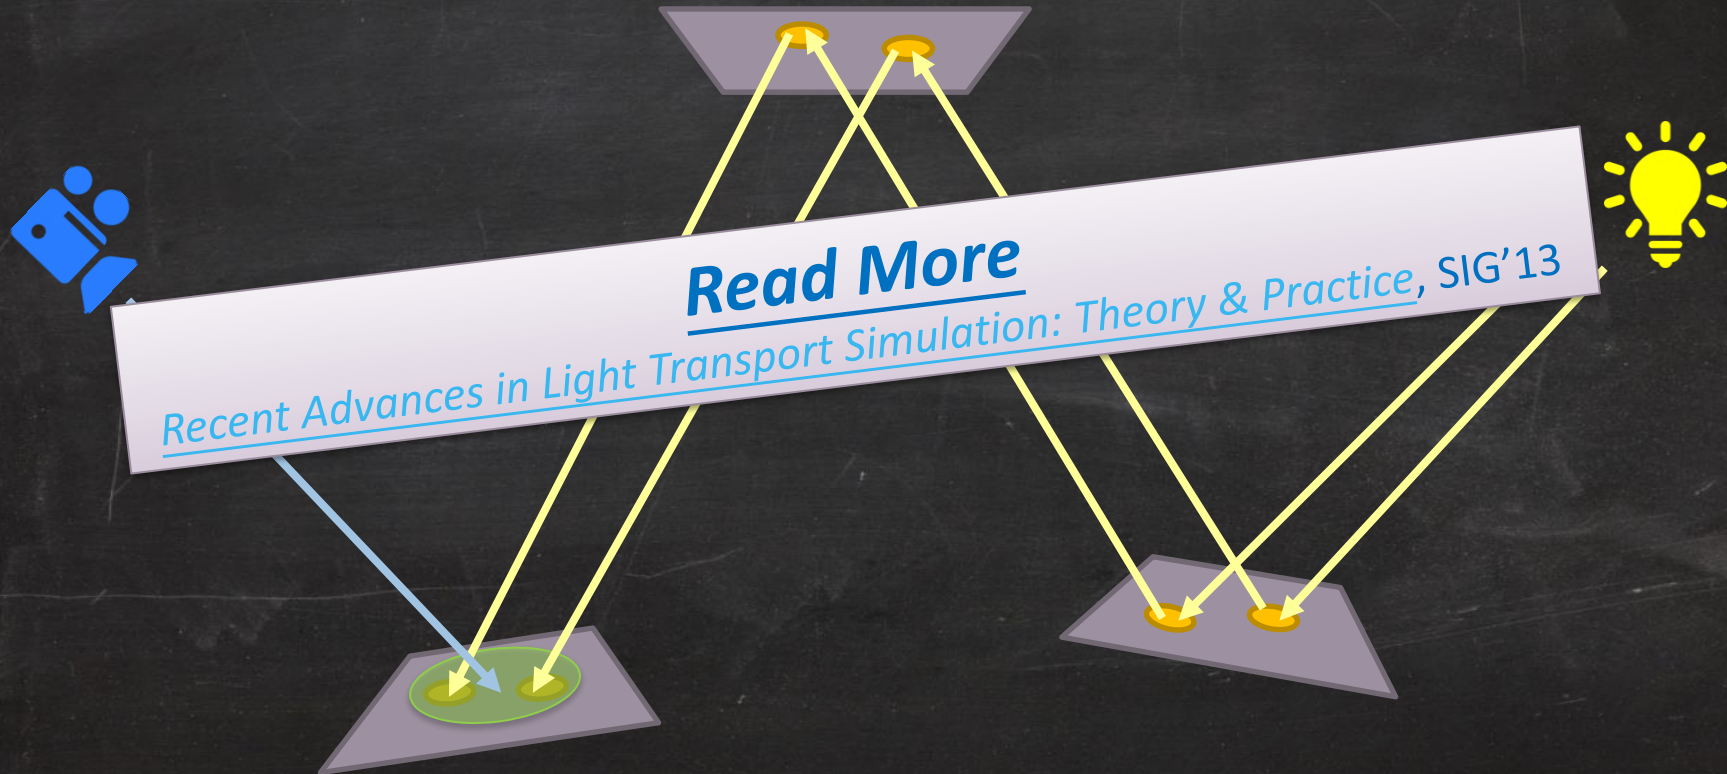 Read More
Recent Advances in Light Transport Simulation: Theory & Practice, SIG’13